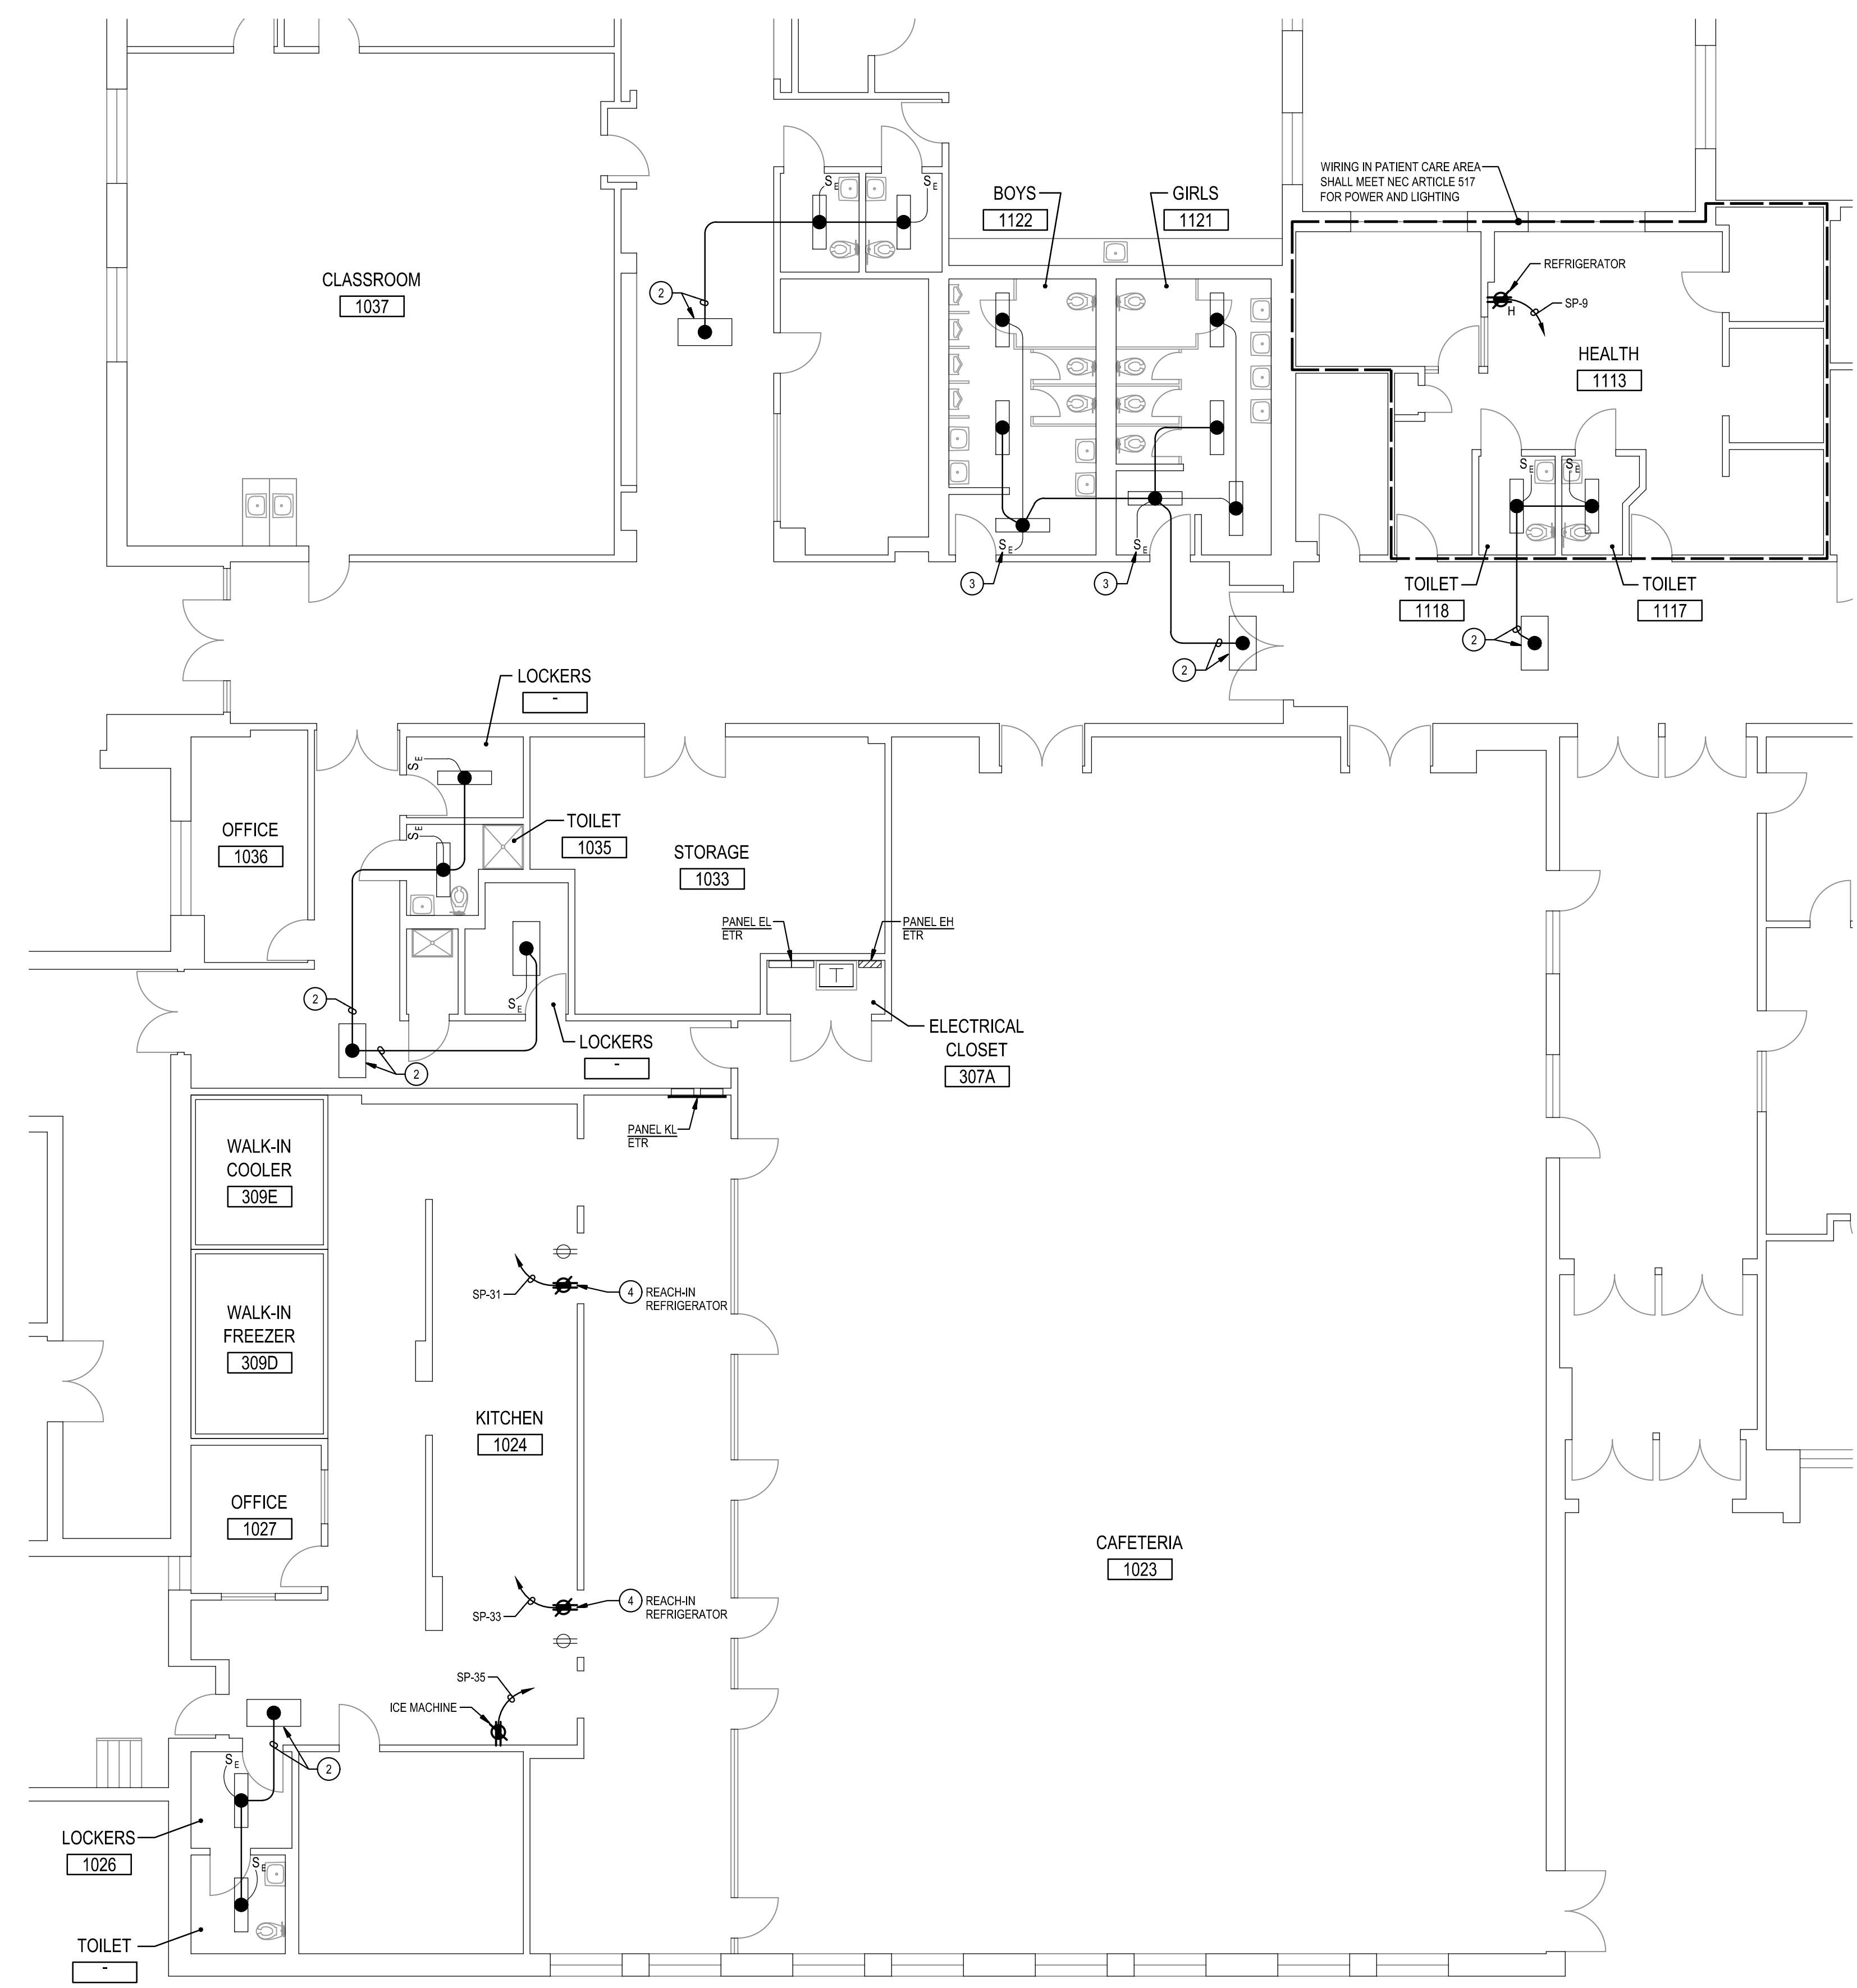 WIRING IN PATIENT CARE AREA
SHALL MEET NEC ARTICLE 517
FOR POWER AND LIGHTING
S E
S E
BOYS
1122
GIRLS
1121
CLASSROOM
1037
2
REFRIGERATOR
SP-9
H
HEALTH
1113
S E
S E
S E
S E
3
3
TOILET
1118
TOILET
1117
2
2
LOCKERS
-
S E
OFFICE
1036
S E
TOILET
1035
STORAGE
1033
PANEL EL
ETR
PANEL EH
ETR
T
2
S E
ELECTRICAL
CLOSET
307A
LOCKERS
-
2
PANEL KL
ETR
WALK-IN
COOLER
309E
SP-31
4
REACH-IN
REFRIGERATOR
WALK-IN
FREEZER
309D
KITCHEN
1024
OFFICE
1027
CAFETERIA
1023
SP-33
4
REACH-IN
REFRIGERATOR
SP-35
ICE MACHINE
S E
2
LOCKERS
1026
S E
TOILET
-